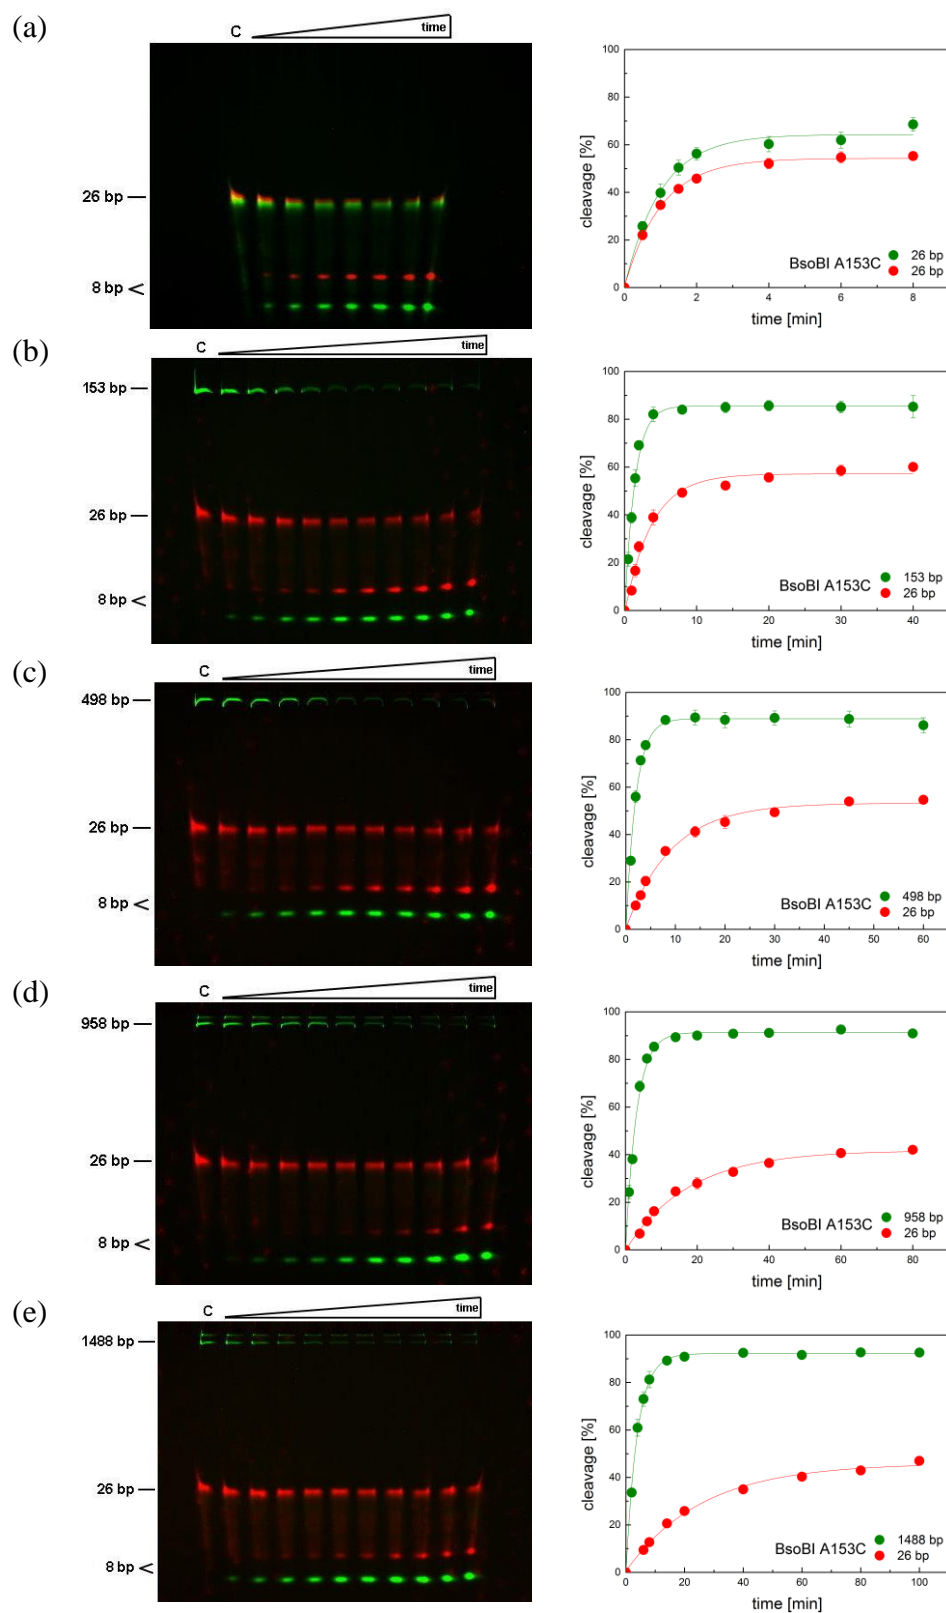 (a)
C time
26 bp
8 bp <
100
80
60
40
20
0
cleavage [%]
BsoBI A153C
26 bp
26 bp
0 2 4 6 8
time [min]
(b)
C time
153 bp
26 bp
8 bp <
100
80
60
40
20
0
cleavage [%]
BsoBI A153C
153 bp
26 bp
0 10 20 30 40
time [min]
(c)
C time
498 bp
26 bp
8 bp <
100
80
60
40
20
0
cleavage [%]
BsoBI A153C
498 bp
26 bp
0 10 20 30 40 50 60
time [min]
(d)
C time
958 bp
26 bp
8 bp <
100
80
60
40
20
0
cleavage [%]
BsoBI A153C
958 bp
26 bp
0 20 40 60 80
time [min]
(e)
C time
1488 bp
26 bp
8 bp <
100
80
60
40
20
0
cleavage [%]
BsoBI A153C
1488 bp
26 bp
0 20 40 60 80 100
time [min]